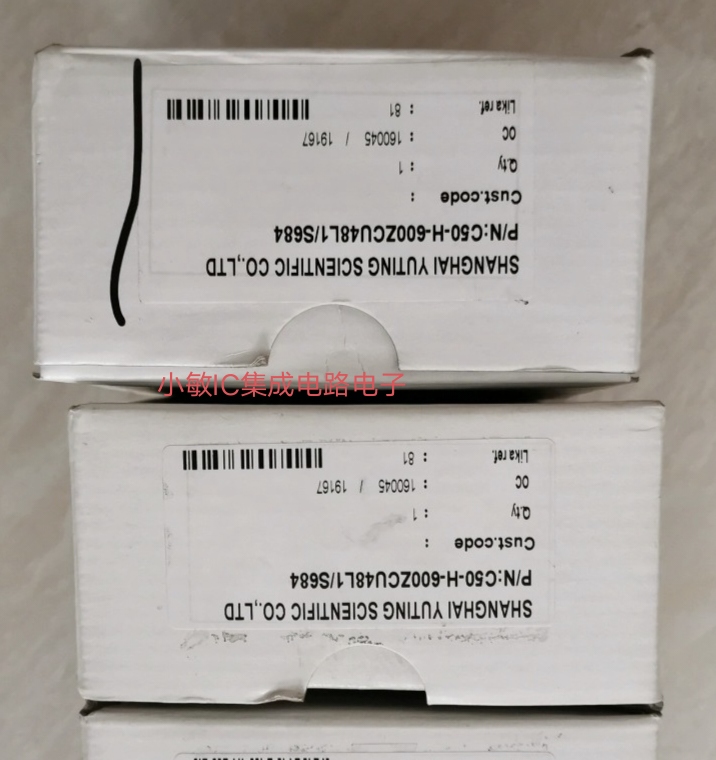 SHANGHAI YUTING SCIENTIFIC CO.,LTD
P/N:C50-H-600ZCU48L1/S684
Cust.code :
Qty : 1
OC : 160045 / 19167
Lika ref. : 81
小敏IC集成电路电子
SHANGHAI YUTING SCIENTIFIC CO.,LTD
P/N:C50-H-600ZCU48L1/S684
Cust.code :
Qty : 1
OC : 160045 / 19167
Lika ref. : 81